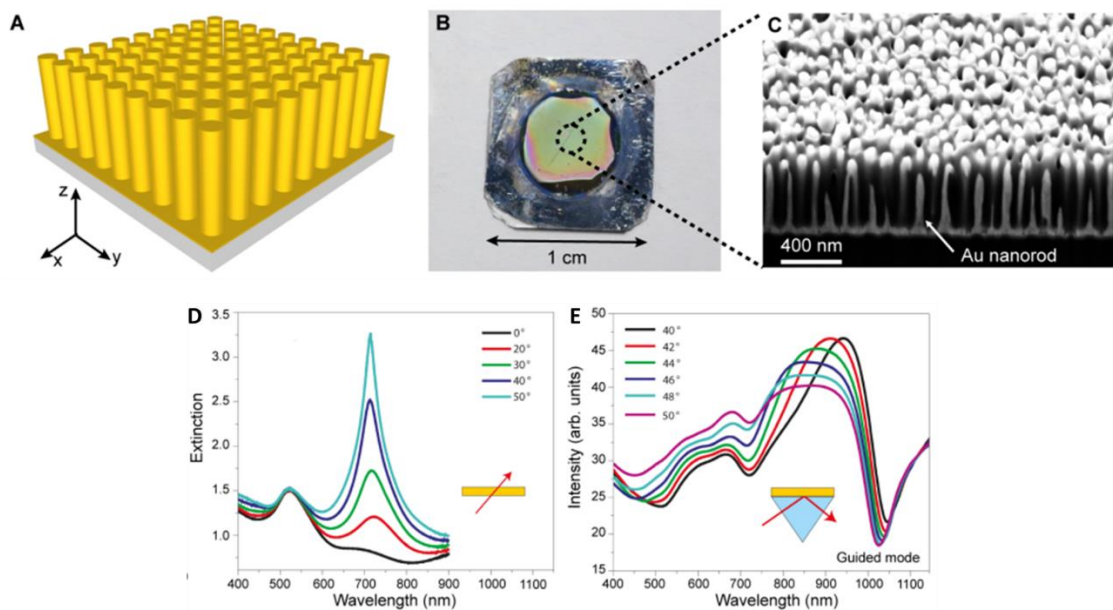 A
z
x
y
B
1 cm
C
400 nm
Au nanorod
D
3.5
3.0
2.5
2.0
1.5
1.0
Extinction
0°
20°
30°
40°
50°
400 500 600 700 800 900 1000 1100
Wavelength (nm)
E
50
45
40
35
30
25
20
15
Intensity (arb. units)
40°
42°
44°
46°
48°
50°
Guided mode
400 500 600 700 800 900 1000 1100
Wavelength (nm)